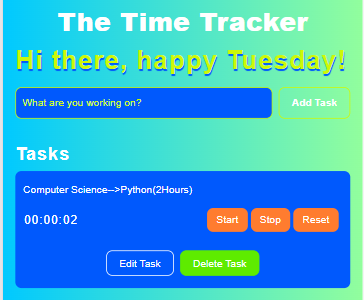 The Time Tracker
Hi there, happy Tuesday!
What are you working on?
Add Task
Tasks
Computer Science-->Python(2Hours)
00:00:02
Start Stop Reset
Edit Task Delete Task